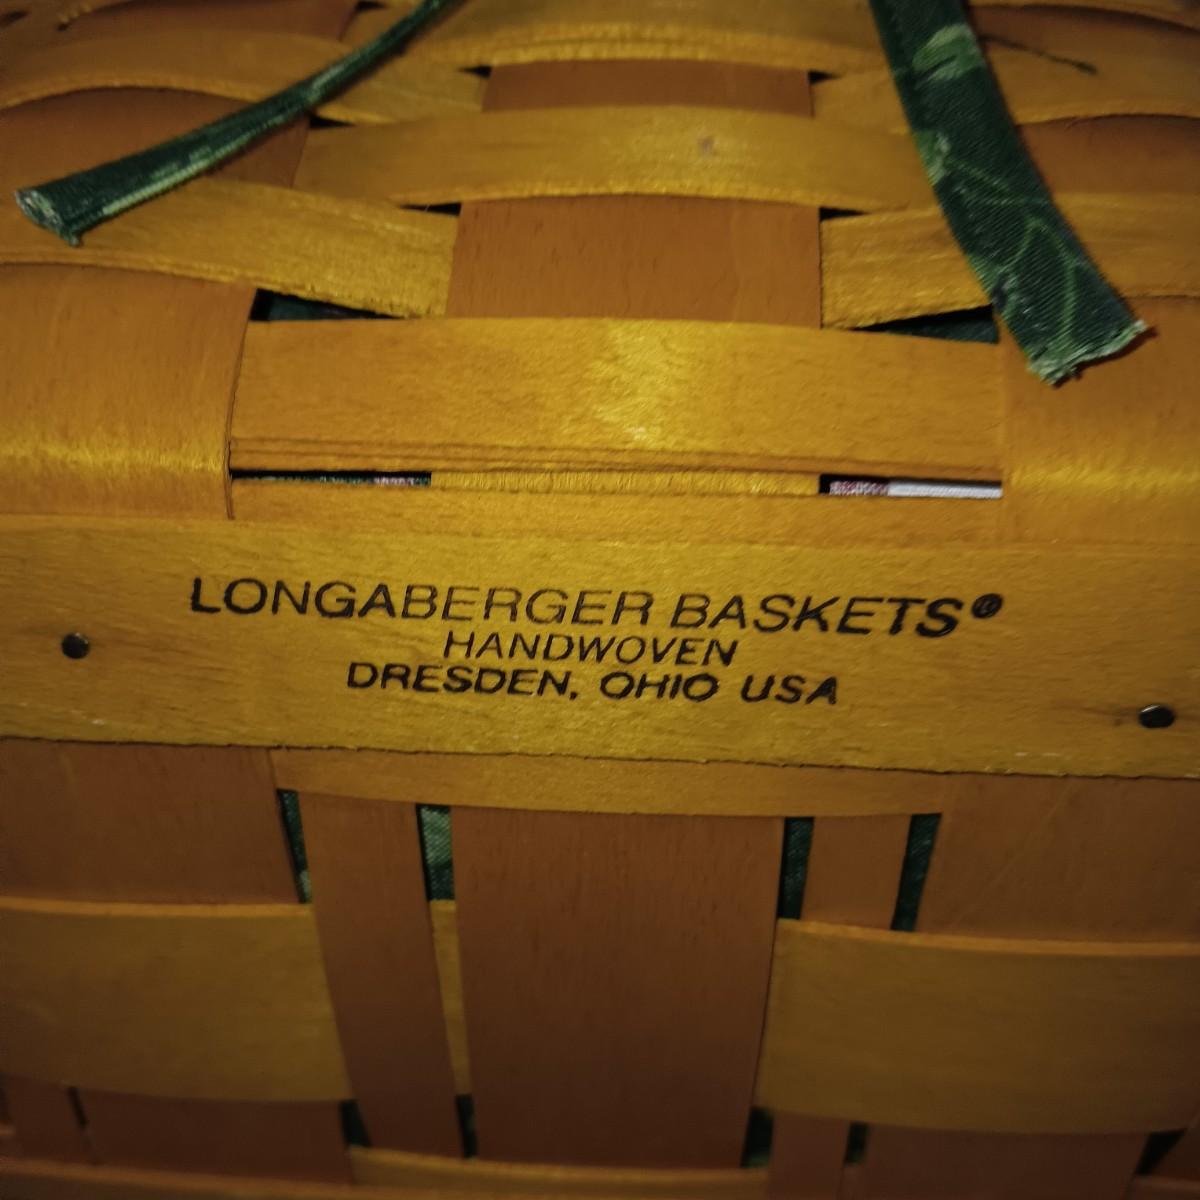 LONGABERGER BASKETS®
HANDWOVEN
DRESDEN, OHIO USA